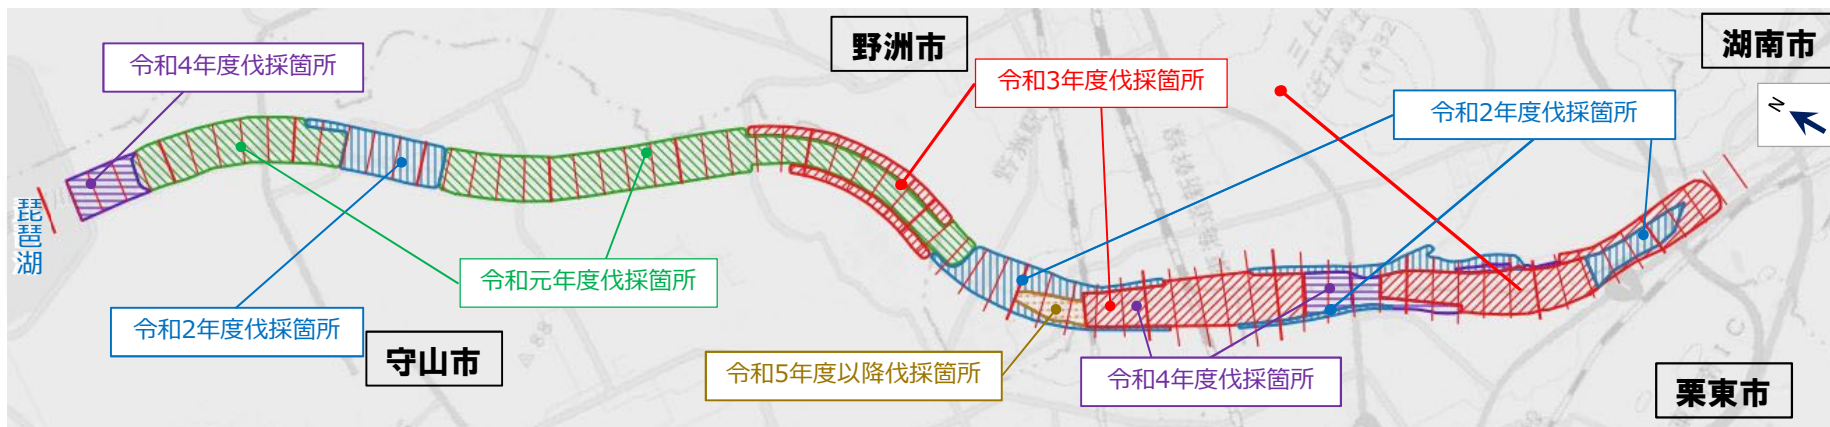 野洲市
湖南市
令和4年度伐採箇所
令和3年度伐採箇所
令和2年度伐採箇所
N
琵琶湖
令和元年度伐採箇所
令和2年度伐採箇所
守山市
令和5年度以降伐採箇所
令和4年度伐採箇所
栗東市